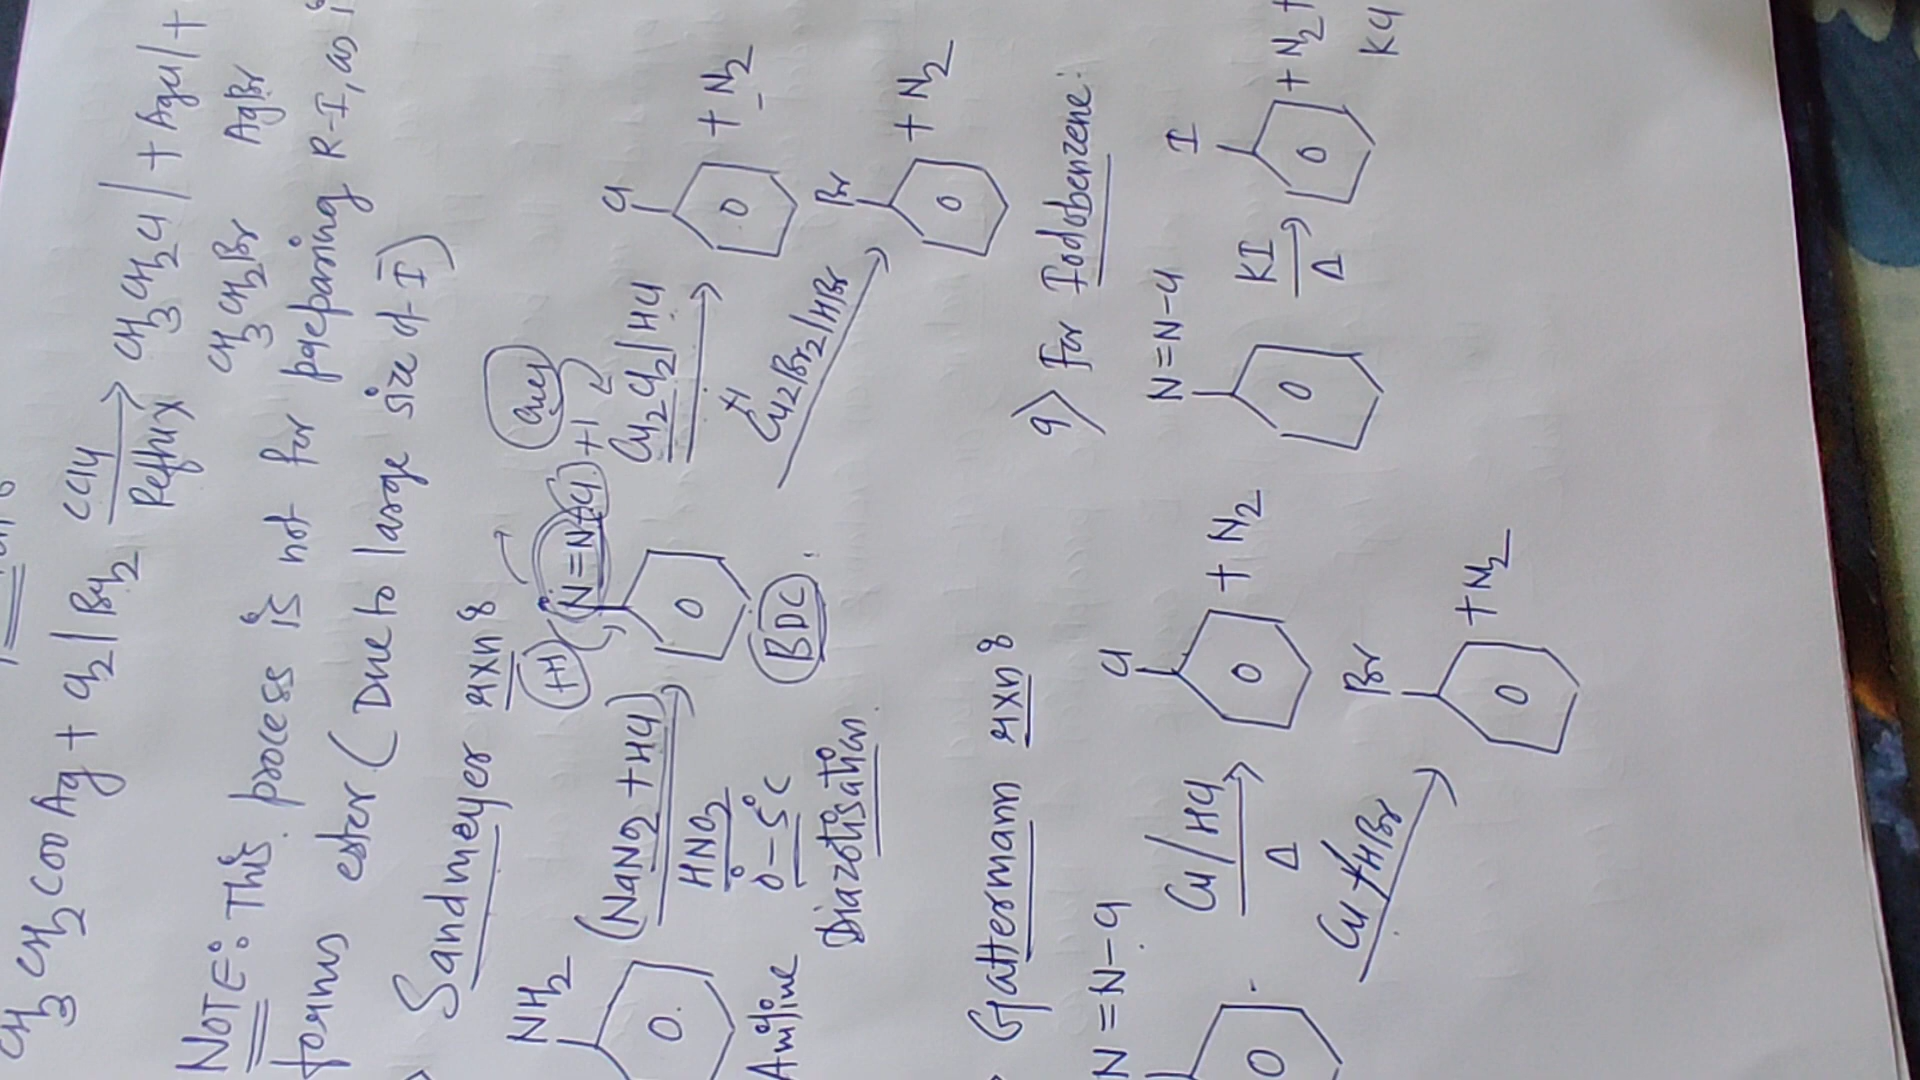 CH3CH2COOAg + Cl2/Br2 CCl4 Reflux CH3CH2Cl/ + AgCl/ +
CH3CH2Br AgBr
NOTE: This process is not for preparing R-I, as i
forms ester (Due to large size of I)
Sandmeyer rxn:
NH2 (NaNO2 + HCl) +H N=N-Cl +1 Cu2Cl2/HCl Cl + N2
HNO2
0-5°C
Aniline Diazotisation BDC Cu2Br2/HBr Br + N2
Gattermann rxn:
N=N-Cl Cu/HCl Δ Cl + N2
Cu/HBr Br + N2
9) For Iodobenzene:
N=N-Cl KI Δ I + N2 +
KCl